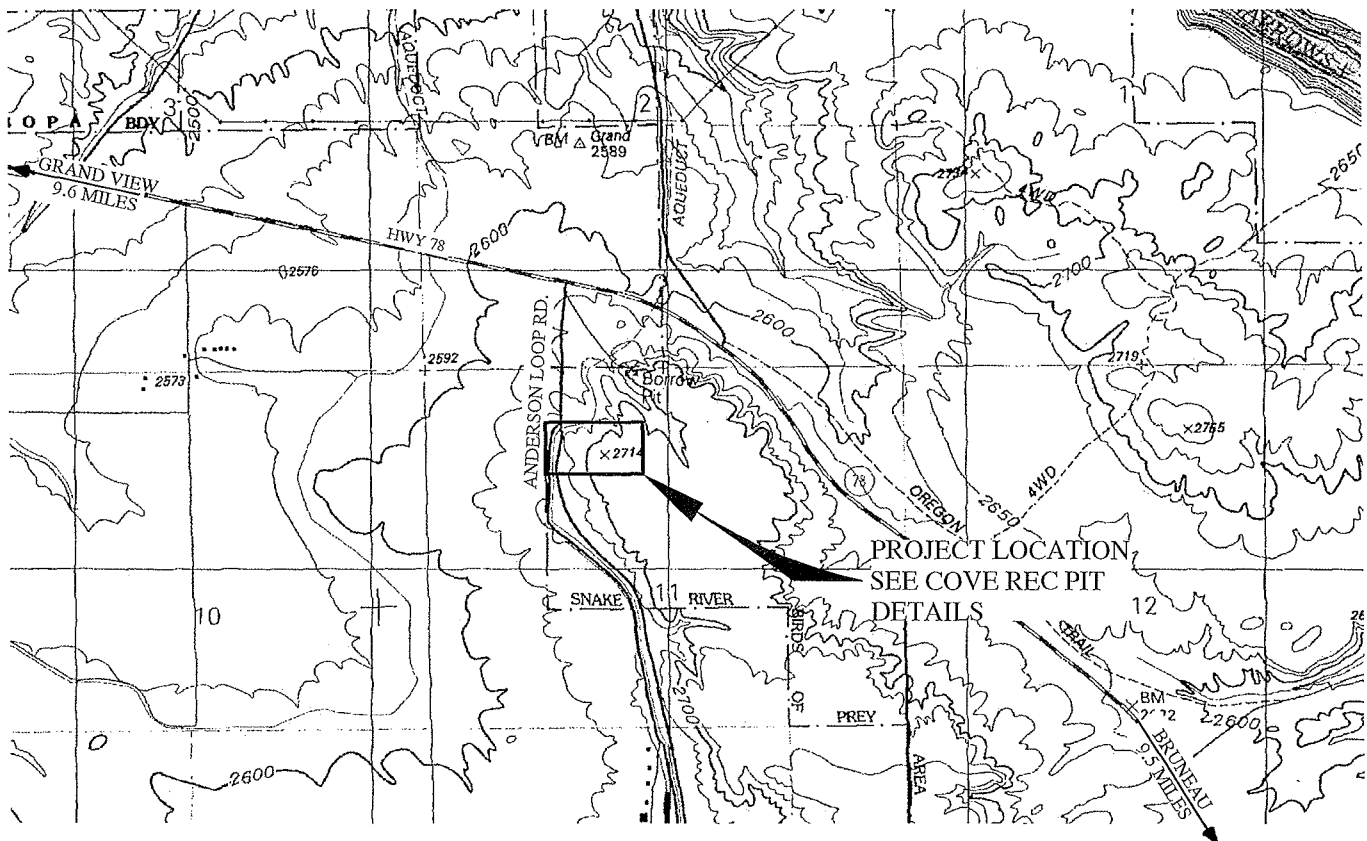 3
2500
AQUEDUCT
2
1
BDY
BM Grand
2589
AQUEDUCT
GRAND VIEW
9.6 MILES
HWY 78
2600
2576
4WD
2650
2700
ANDERSON LOOP RD.
2600
2592
2573
Borrow
Pit
2719
2714
2765
78
OREGON
2650
4WD
PROJECT LOCATION
SEE COVE REC PIT
DETAILS
10
SNAKE
11
RIVER
BIRDS
OF
PREY
AREA
12
TRAIL
BM
2600
2700
2600
BRUNEAU
9.5 MILES